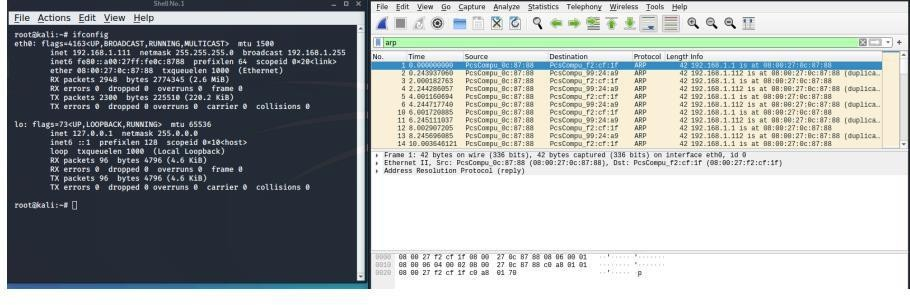 Shell No. 1
File Actions Edit View Help
root@kali:~# ifconfig
eth0: flags=4163<UP,BROADCAST,RUNNING,MULTICAST> mtu 1500
inet 192.168.1.111 netmask 255.255.255.0 broadcast 192.168.1.255
inet6 fe80::a00:27ff:fe0c:8788 prefixlen 64 scopeid 0×20<link>
ether 08:00:27:0c:87:88 txqueuelen 1000 (Ethernet)
RX packets 2948 bytes 2774345 (2.6 MiB)
RX errors 0 dropped 0 overruns 0 frame 0
TX packets 2300 bytes 225510 (220.2 KiB)
TX errors 0 dropped 0 overruns 0 carrier 0 collisions 0
lo: flags=73<UP,LOOPBACK,RUNNING> mtu 65536
inet 127.0.0.1 netmask 255.0.0.0
inet6 ::1 prefixlen 128 scopeid 0×10<host>
loop txqueuelen 1000 (Local Loopback)
RX packets 96 bytes 4796 (4.6 KiB)
RX errors 0 dropped 0 overruns 0 frame 0
TX packets 96 bytes 4796 (4.6 KiB)
TX errors 0 dropped 0 overruns 0 carrier 0 collisions 0
root@kali:~#
File Edit View Go Capture Analyze Statistics Telephony Wireless Tools Help
arp
No. Time Source Destination Protocol Length Info
1 0.000000000 PcsCompu_0c:87:88 PcsCompu_f2:cf:1f ARP 42 192.168.1.1 is at 08:00:27:0c:87:88
2 0.243937060 PcsCompu_0c:87:88 PcsCompu_99:24:a9 ARP 42 192.168.1.112 is at 08:00:27:0c:87:88 (duplica…
3 2.000182763 PcsCompu_0c:87:88 PcsCompu_f2:cf:1f ARP 42 192.168.1.1 is at 08:00:27:0c:87:88
4 2.244286057 PcsCompu_0c:87:88 PcsCompu_99:24:a9 ARP 42 192.168.1.112 is at 08:00:27:0c:87:88 (duplica…
5 4.001160694 PcsCompu_0c:87:88 PcsCompu_f2:cf:1f ARP 42 192.168.1.1 is at 08:00:27:0c:87:88
6 4.244717740 PcsCompu_0c:87:88 PcsCompu_99:24:a9 ARP 42 192.168.1.112 is at 08:00:27:0c:87:88 (duplica…
10 6.001720885 PcsCompu_0c:87:88 PcsCompu_f2:cf:1f ARP 42 192.168.1.1 is at 08:00:27:0c:87:88
11 6.245111037 PcsCompu_0c:87:88 PcsCompu_99:24:a9 ARP 42 192.168.1.112 is at 08:00:27:0c:87:88 (duplica…
12 8.002907205 PcsCompu_0c:87:88 PcsCompu_f2:cf:1f ARP 42 192.168.1.1 is at 08:00:27:0c:87:88
13 8.245696085 PcsCompu_0c:87:88 PcsCompu_99:24:a9 ARP 42 192.168.1.112 is at 08:00:27:0c:87:88 (duplica…
14 10.003646121 PcsCompu_0c:87:88 PcsCompu_f2:cf:1f ARP 42 192.168.1.1 is at 08:00:27:0c:87:88
Frame 1: 42 bytes on wire (336 bits), 42 bytes captured (336 bits) on interface eth0, id 0
Ethernet II, Src: PcsCompu_0c:87:88 (08:00:27:0c:87:88), Dst: PcsCompu_f2:cf:1f (08:00:27:f2:cf:1f)
Address Resolution Protocol (reply)
0000 08 00 27 f2 cf 1f 08 00 27 0c 87 88 08 06 00 01 ··'····· '·······
0010 08 00 06 04 00 02 08 00 27 0c 87 88 c0 a8 01 01 ········ '·······
0020 08 00 27 f2 cf 1f c0 a8 01 70 ··'····· ·p